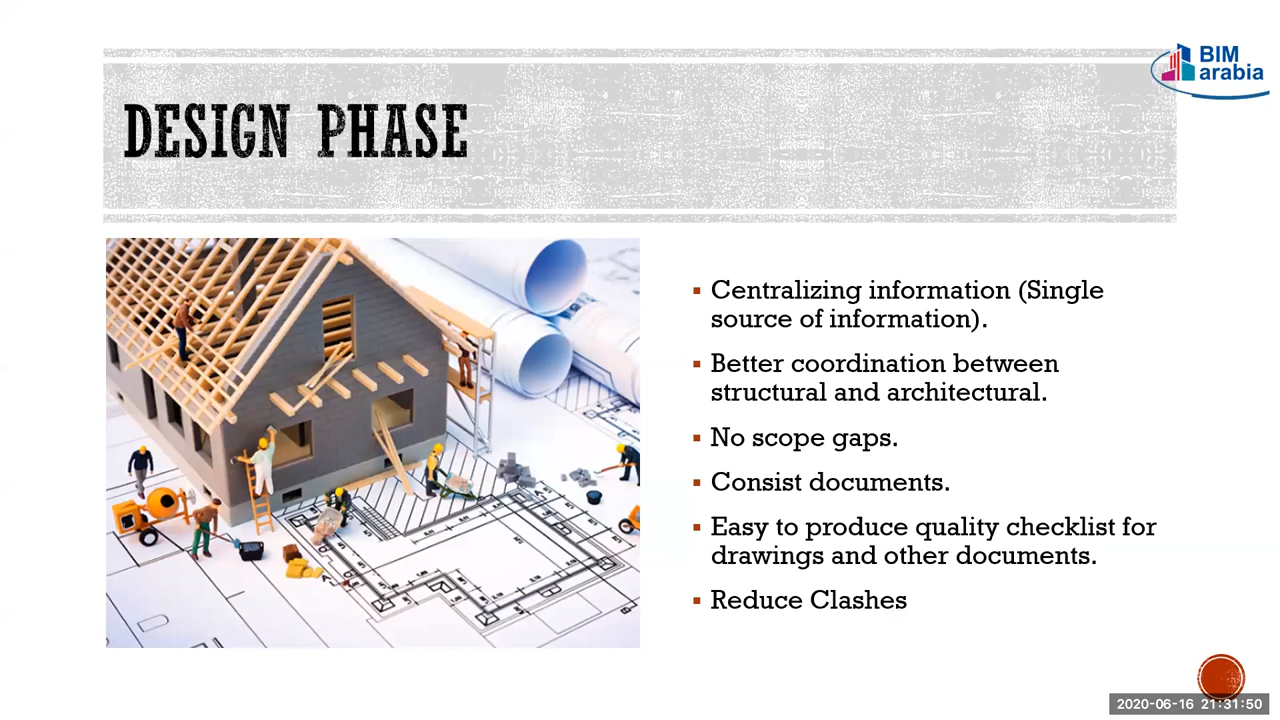 BIM
arabia
DESIGN PHASE
▪ Centralizing information (Single
source of information).
▪ Better coordination between
structural and architectural.
▪ No scope gaps.
▪ Consist documents.
▪ Easy to produce quality checklist for
drawings and other documents.
▪ Reduce Clashes
2020-06-16 21:31:50